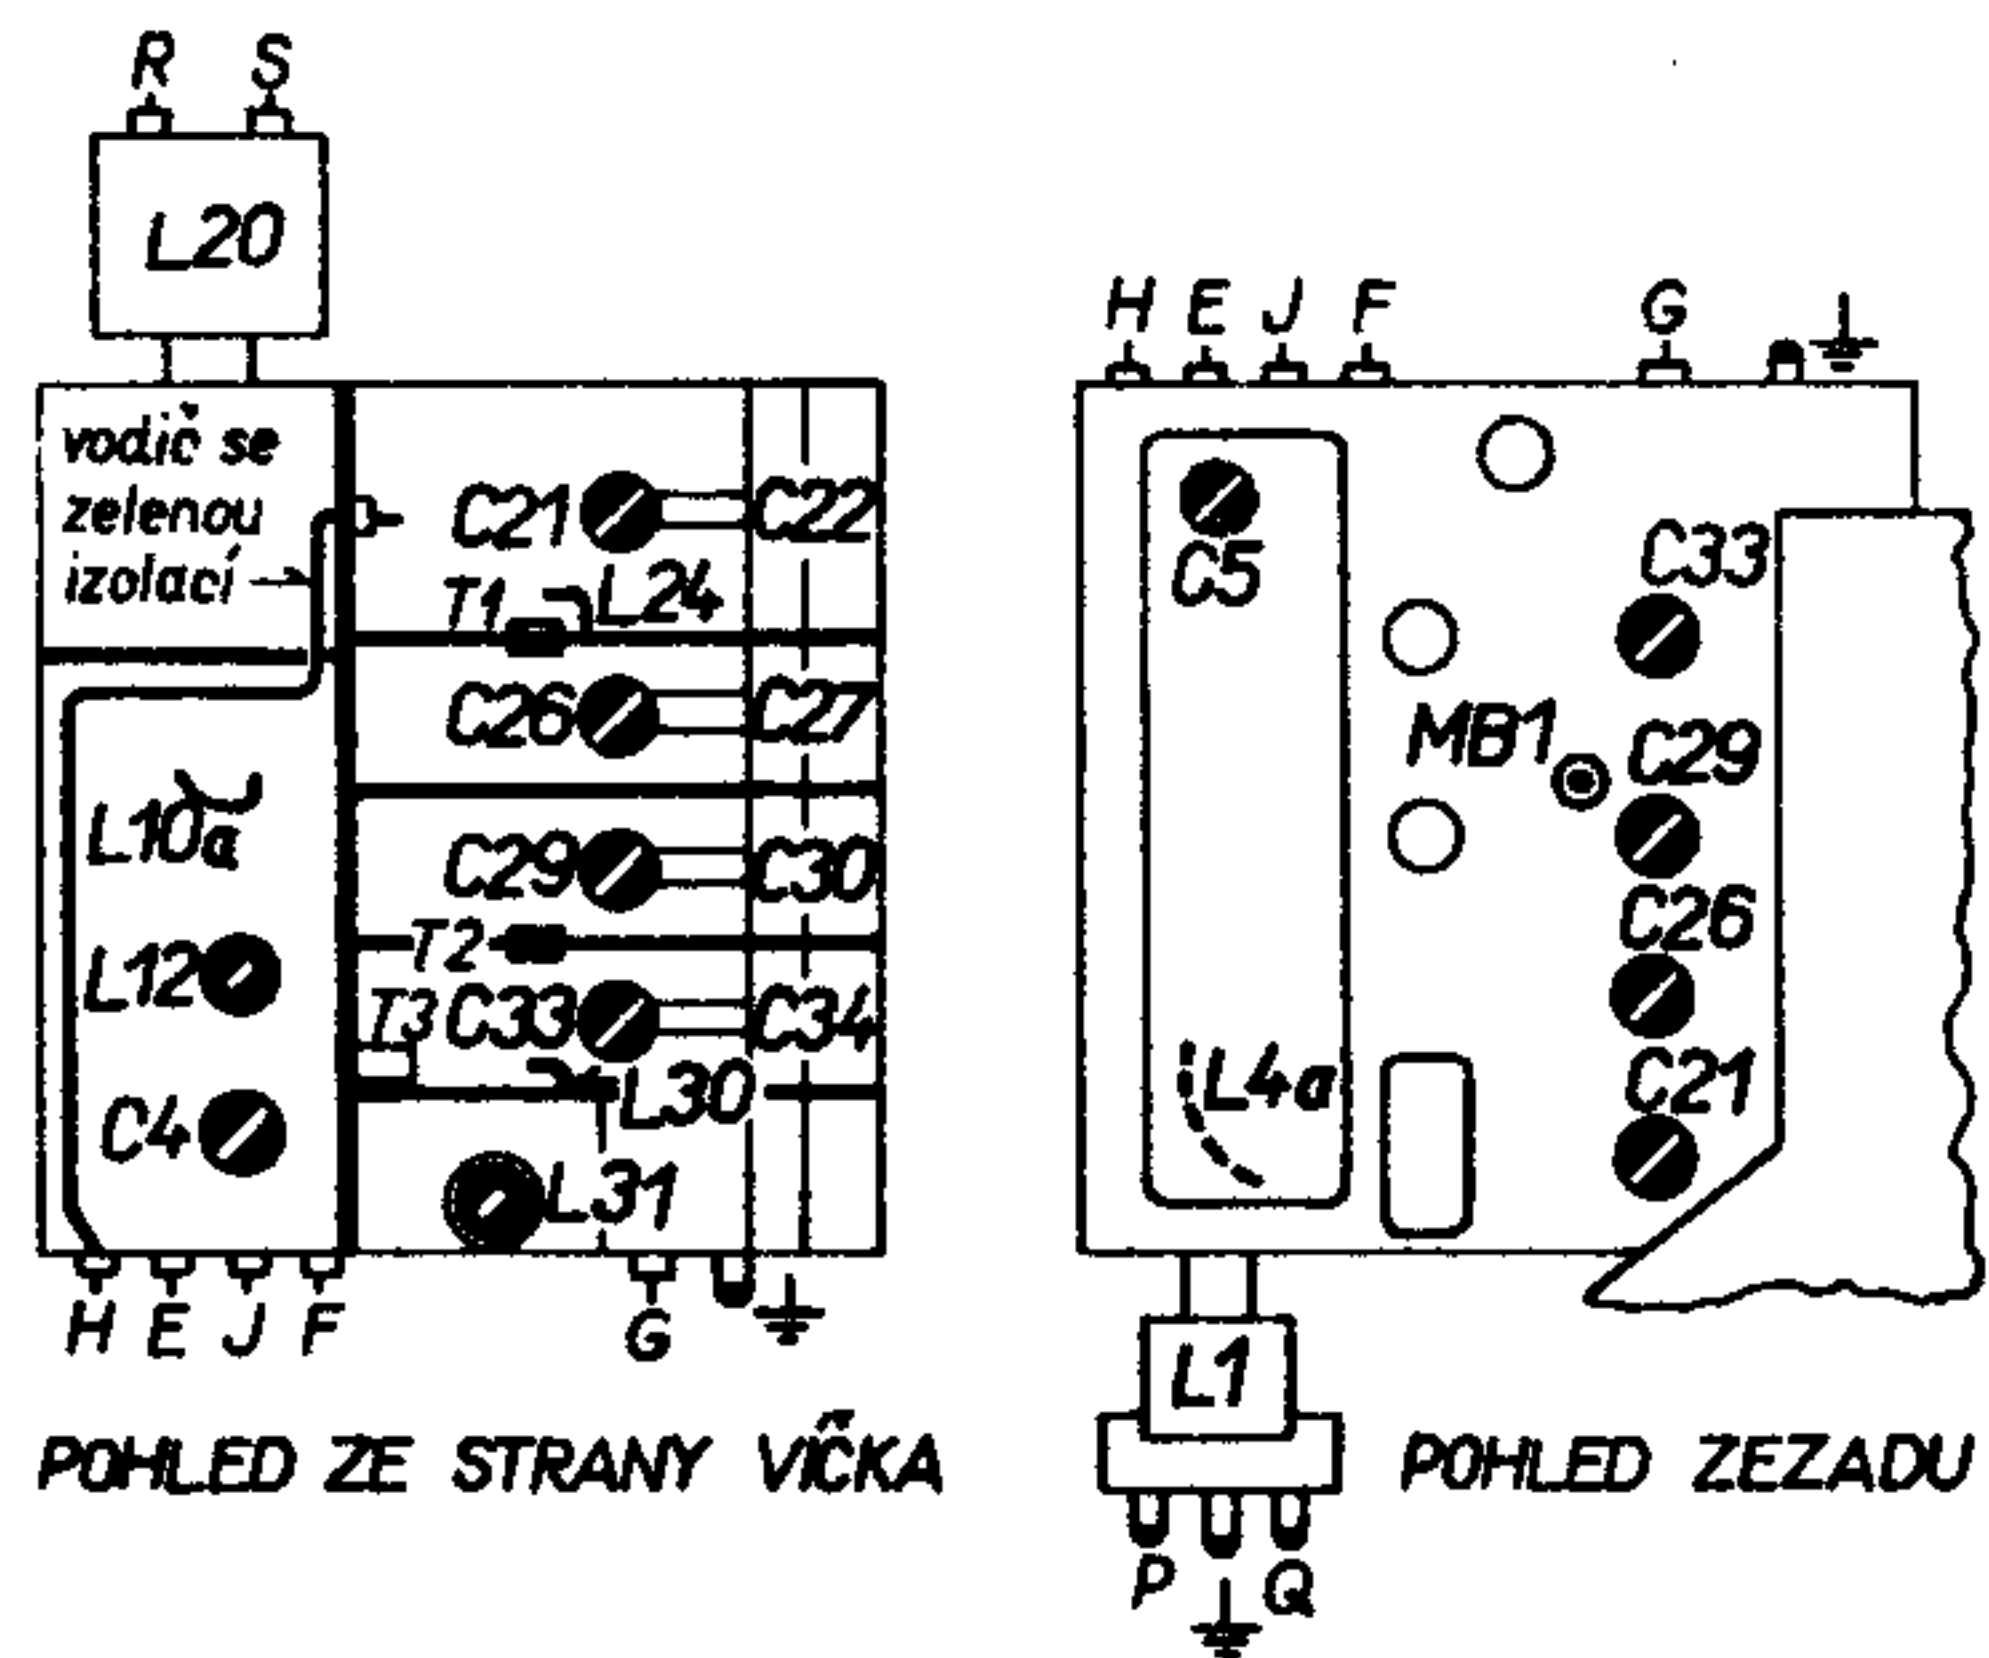 R S
L20
vodič se
zelenou
izolací
C21 C22
T1 L24
C26 C27
L10a
C29 C30
L12
T2
T3 C33 C34
L30
C4
L31
H E J F G
POHLED ZE STRANY VÍČKA
H E J F G
C5
C33
MB1
C29
C26
L4a
C21
L1
P Q
POHLED ZEZADU